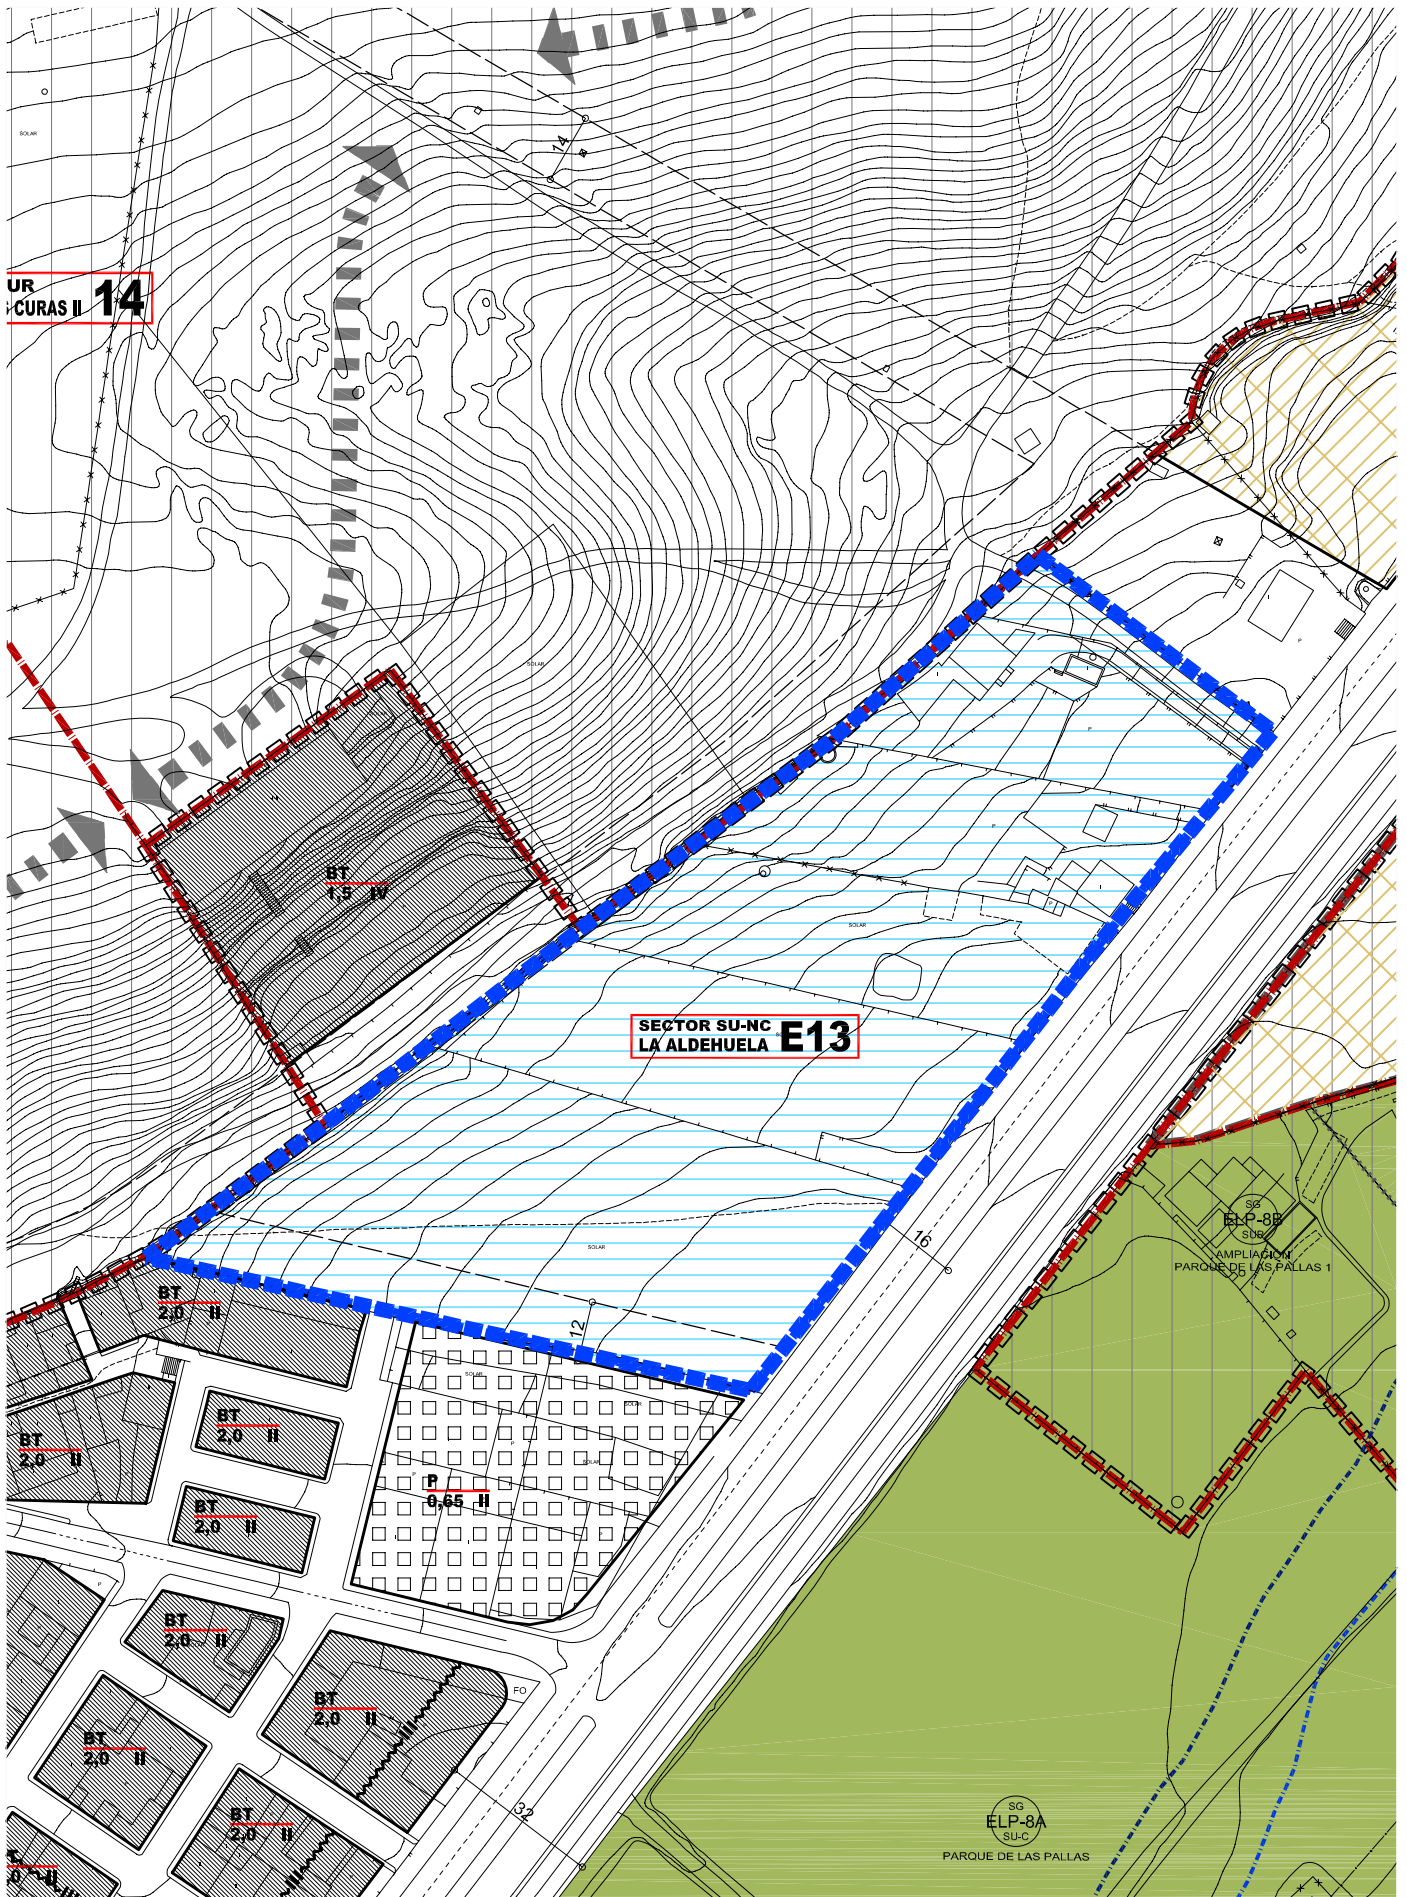 SOLAR
14
UR
CURAS II 14
SOLAR
BT
1,5 IV
P
P
P
P
SOLAR
SECTOR SU-NC
LA ALDEHUELA E13
SOLAR
16
12
SG
ELP-8B
SUB
AMPLIACIÓN
PARQUE DE LAS PALLAS 1
BT
2,0 II
SOLAR
SOLAR
BT
2,0 II
BT
2,0 II
P
SOLAR
P
P
0,65 II
BT
2,0 II
P
BT
2,0 II
BT
2,0 II
FO
BT
2,0 II
BT
2,0 II
32
SG
ELP-8A
SU-C
PARQUE DE LAS PALLAS